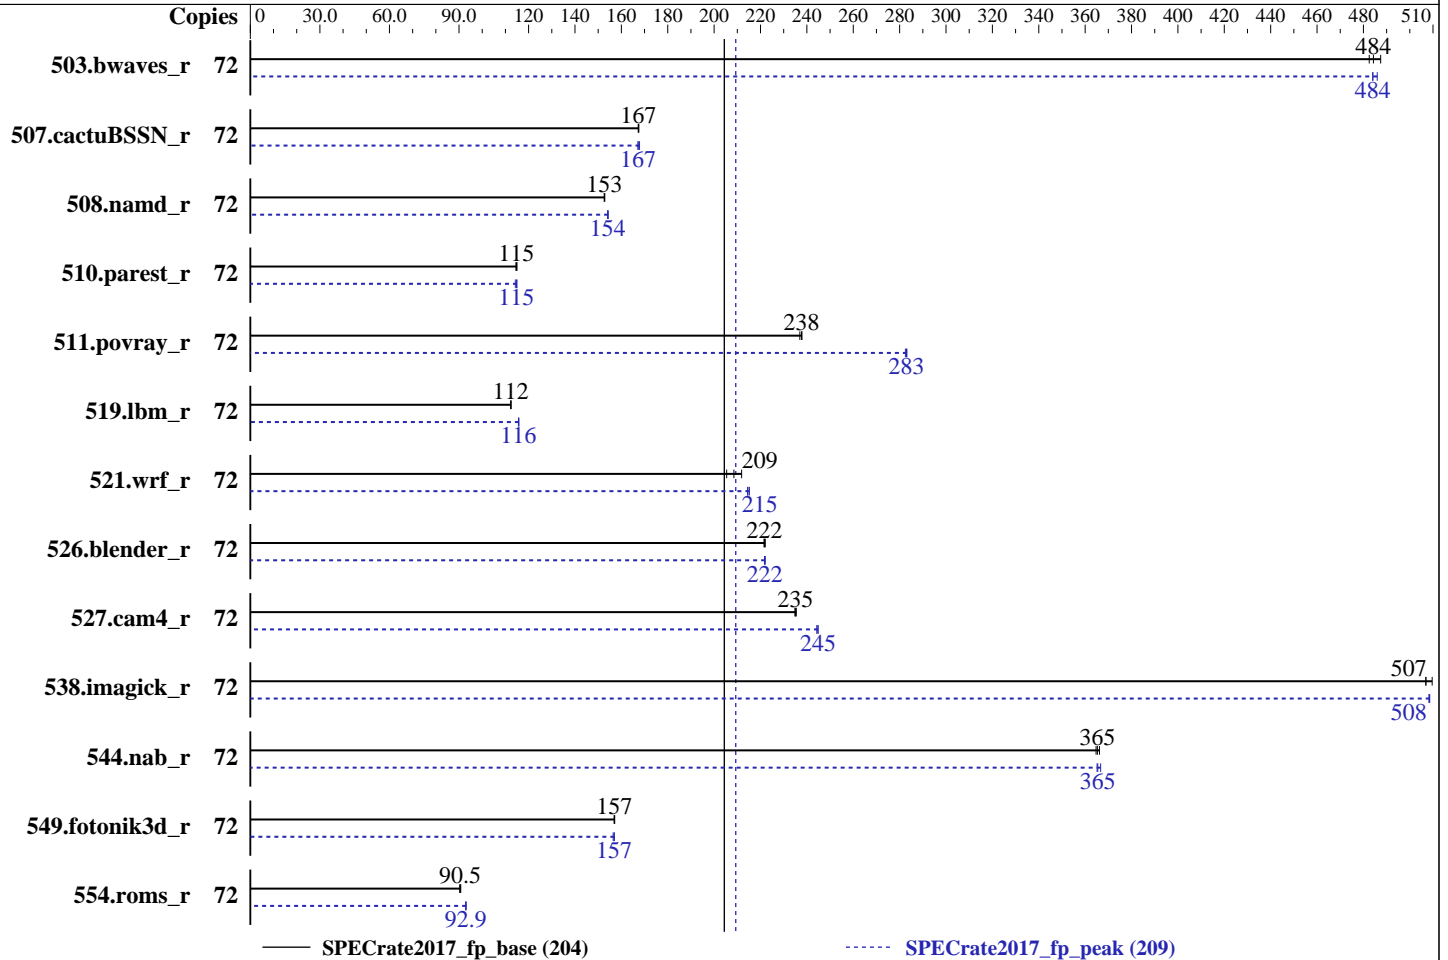 Copies 0 30.0 60.0 90.0 120 140 160 180 200 220 240 260 280 300 320 340 360 380 400 420 440 460 480 510
503.bwaves_r 72 484
484
507.cactuBSSN_r 72 167
167
508.namd_r 72 153
154
510.parest_r 72 115
115
511.povray_r 72 238
283
519.lbm_r 72 112
116
521.wrf_r 72 209
215
526.blender_r 72 222
222
527.cam4_r 72 235
245
538.imagick_r 72 507
508
544.nab_r 72 365
365
549.fotonik3d_r 72 157
157
554.roms_r 72 90.5
92.9
SPECrate2017_fp_base (204) SPECrate2017_fp_peak (209)